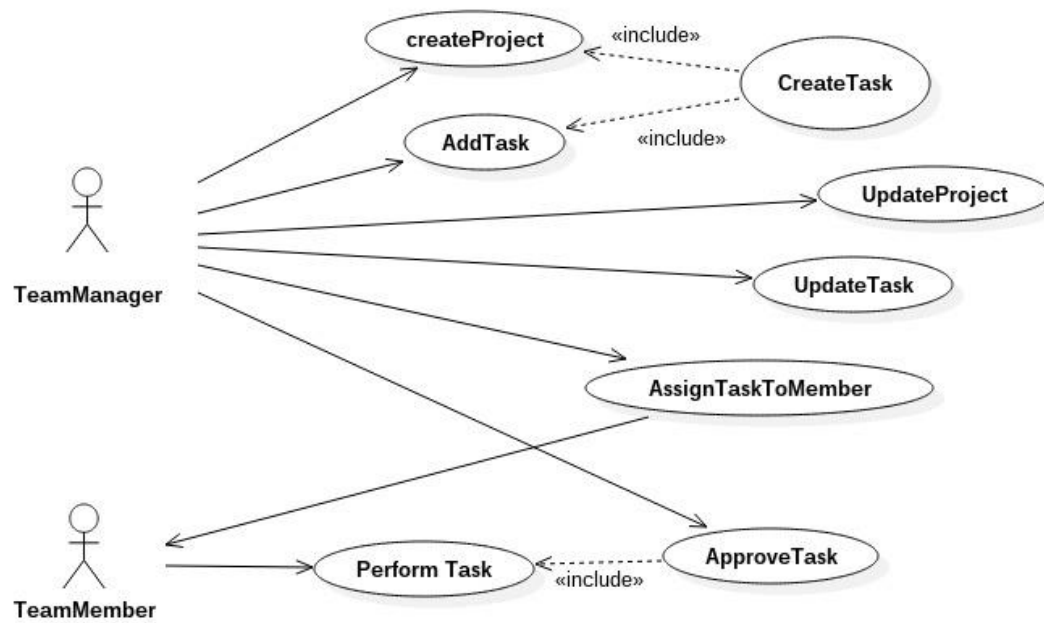 createProject
«include»
CreateTask
AddTask
«include»
UpdateProject
TeamManager
UpdateTask
AssignTaskToMember
ApproveTask
Perform Task
«include»
TeamMember